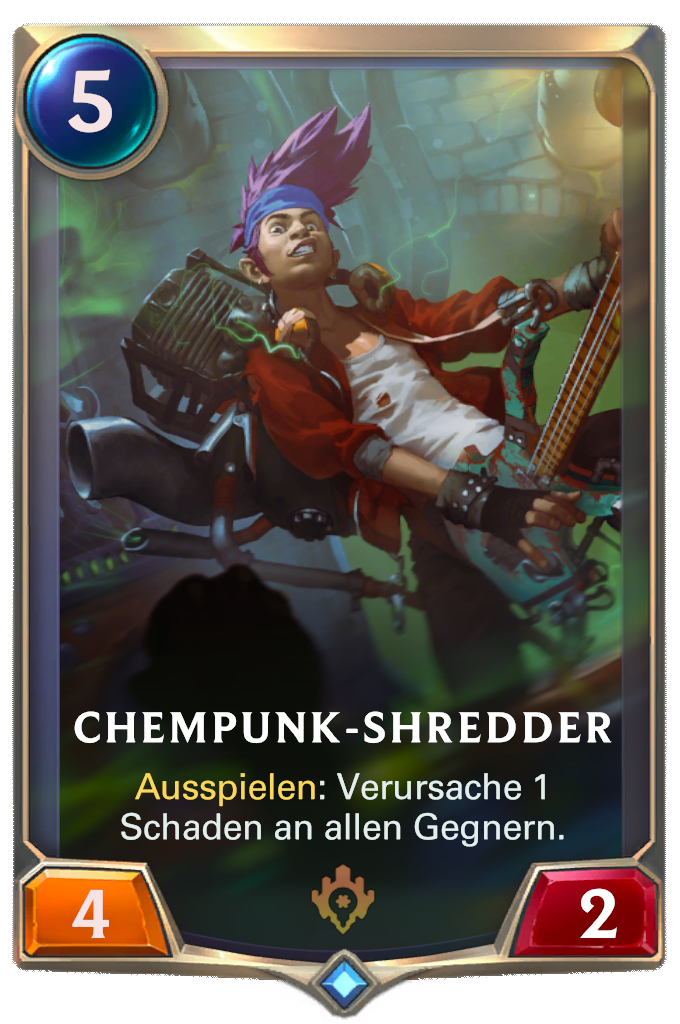 5
CHEMPUNK-SHREDDER
Ausspielen: Verursache 1
Schaden an allen Gegnern.
4
2